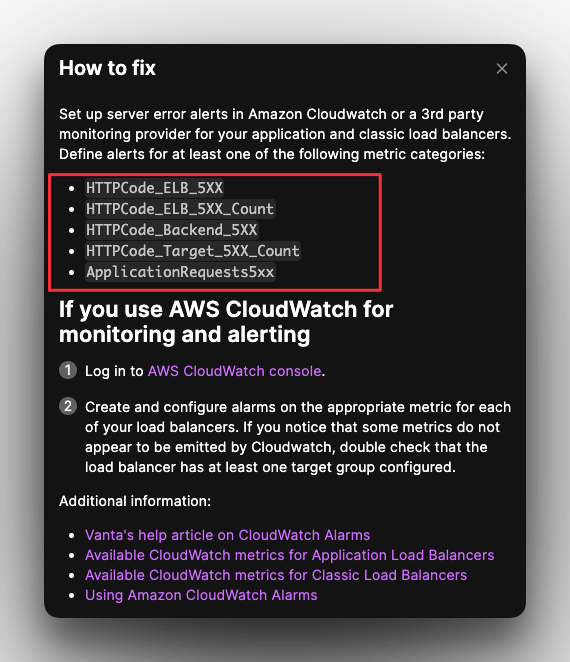 How to fix
Set up server error alerts in Amazon Cloudwatch or a 3rd party
monitoring provider for your application and classic load balancers.
Define alerts for at least one of the following metric categories:
• HTTPCode_ELB_5XX
• HTTPCode_ELB_5XX_Count
• HTTPCode_Backend_5XX
• HTTPCode_Target_5XX_Count
• ApplicationRequests5xx
If you use AWS CloudWatch for
monitoring and alerting
1 Log in to AWS CloudWatch console.
2 Create and configure alarms on the appropriate metric for each
of your load balancers. If you notice that some metrics do not
appear to be emitted by Cloudwatch, double check that the
load balancer has at least one target group configured.
Additional information:
• Vanta's help article on CloudWatch Alarms
• Available CloudWatch metrics for Application Load Balancers
• Available CloudWatch metrics for Classic Load Balancers
• Using Amazon CloudWatch Alarms